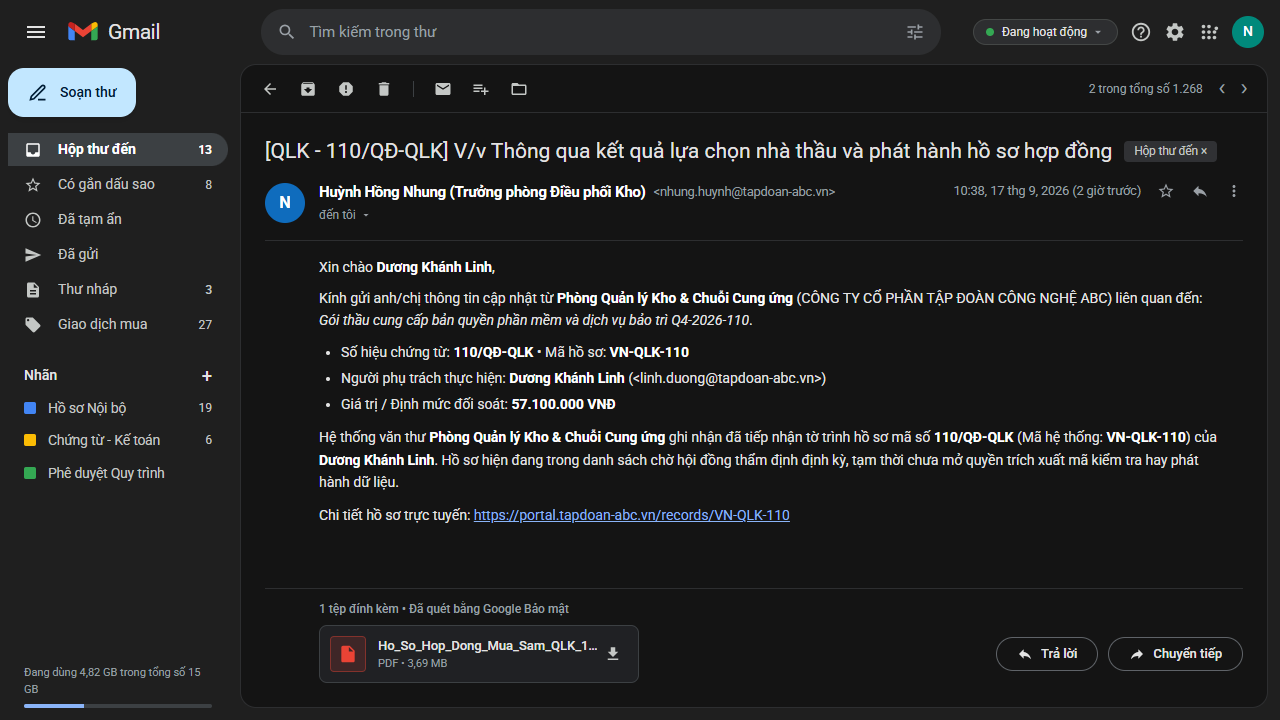 Gmail
Tìm kiếm trong thư
Đang hoạt động
N
Soạn thư
2 trong tổng số 1.268
Hộp thư đến 13
Có gắn dấu sao 8
Đã tạm ẩn
Đã gửi
Thư nháp 3
Giao dịch mua 27
Nhãn +
Hồ sơ Nội bộ 19
Chứng từ - Kế toán 6
Phê duyệt Quy trình
Đang dùng 4,82 GB trong tổng số 15
GB
[QLK - 110/QĐ-QLK] V/v Thông qua kết quả lựa chọn nhà thầu và phát hành hồ sơ hợp đồng Hộp thư đến ×
N
Huỳnh Hồng Nhung (Trưởng phòng Điều phối Kho) <nhung.huynh@tapdoan-abc.vn> 10:38, 17 thg 9, 2026 (2 giờ trước)
đến tôi
Xin chào Dương Khánh Linh,
Kính gửi anh/chị thông tin cập nhật từ Phòng Quản lý Kho & Chuỗi Cung ứng (CÔNG TY CỔ PHẦN TẬP ĐOÀN CÔNG NGHỆ ABC) liên quan đến:
Gói thầu cung cấp bản quyền phần mềm và dịch vụ bảo trì Q4-2026-110.
• Số hiệu chứng từ: 110/QĐ-QLK • Mã hồ sơ: VN-QLK-110
• Người phụ trách thực hiện: Dương Khánh Linh (<linh.duong@tapdoan-abc.vn>)
• Giá trị / Định mức đối soát: 57.100.000 VNĐ
Hệ thống văn thư Phòng Quản lý Kho & Chuỗi Cung ứng ghi nhận đã tiếp nhận tờ trình hồ sơ mã số 110/QĐ-QLK (Mã hệ thống: VN-QLK-110) của
Dương Khánh Linh. Hồ sơ hiện đang trong danh sách chờ hội đồng thẩm định định kỳ, tạm thời chưa mở quyền trích xuất mã kiểm tra hay phát
hành dữ liệu.
Chi tiết hồ sơ trực tuyến: https://portal.tapdoan-abc.vn/records/VN-QLK-110
1 tệp đính kèm • Đã quét bằng Google Bảo mật
Ho_So_Hop_Dong_Mua_Sam_QLK_1...
PDF • 3,69 MB
Trả lời
Chuyển tiếp